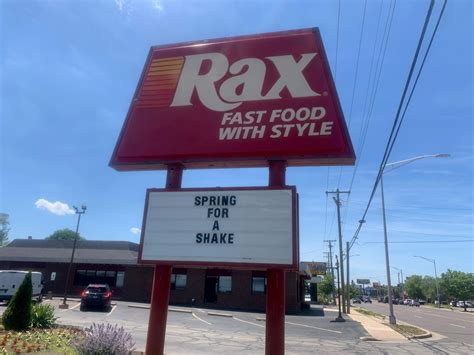 Rax
FAST FOOD
WITH STYLE
SPRING
FOR
A
SHAKE